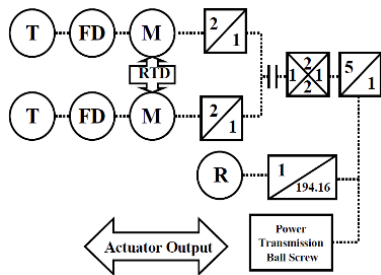 T FD M 2 1
RTD
1 2 1 2 5 1
T FD M 2 1
R 1 194.16
Actuator Output
Power
Transmission
Ball Screw